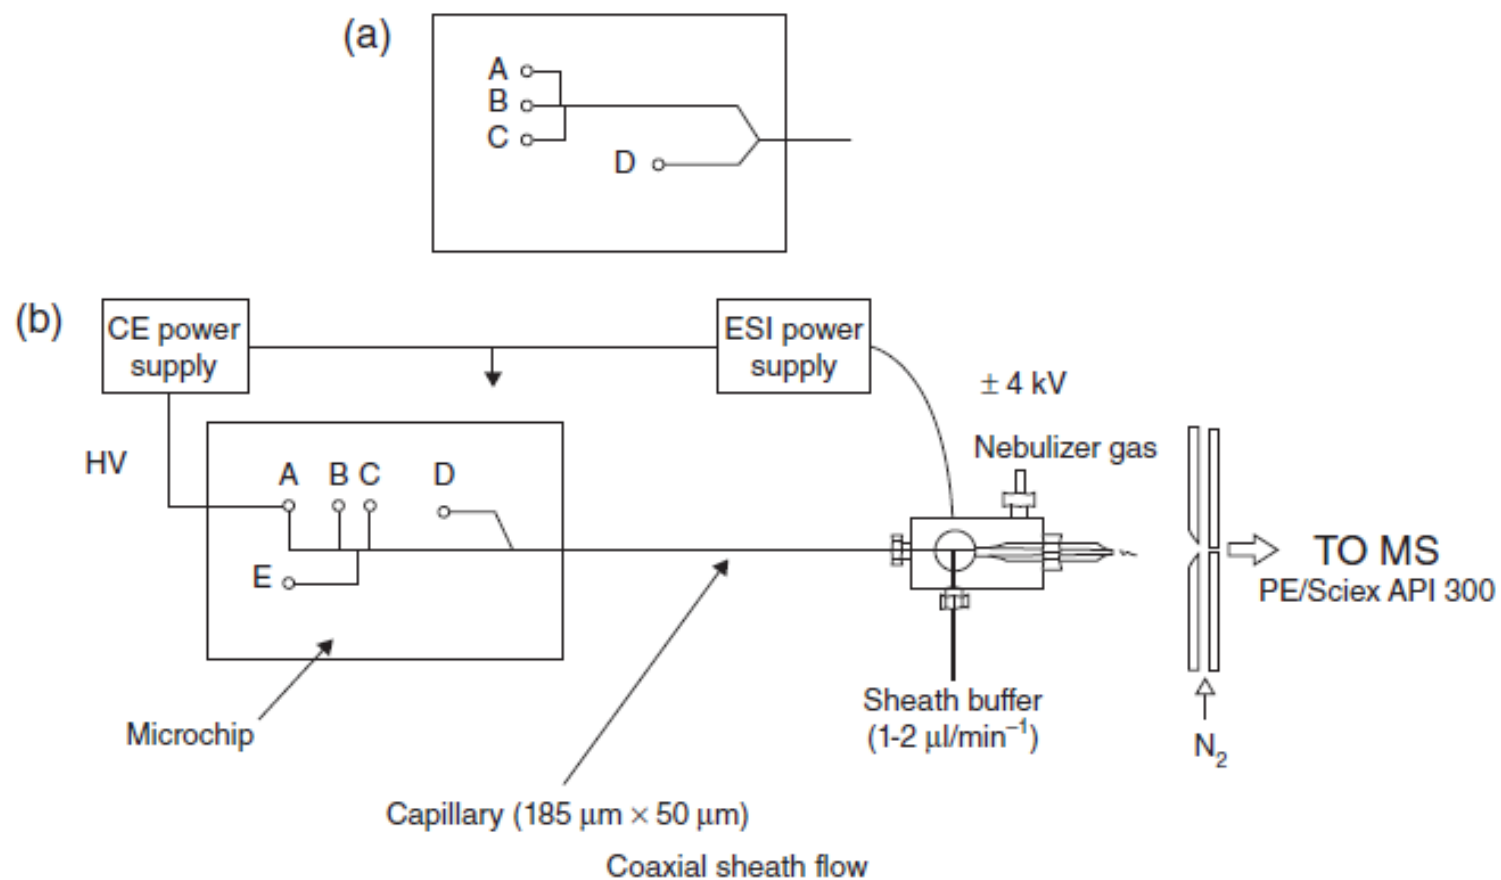 (a)
A
B
C
D
(b)
CE power
supply
ESI power
supply
± 4 kV
HV
Nebulizer gas
A B C D
E
TO MS
PE/Sciex API 300
Microchip
Sheath buffer
(1-2 μl/min⁻¹)
N₂
Capillary (185 μm × 50 μm)
Coaxial sheath flow